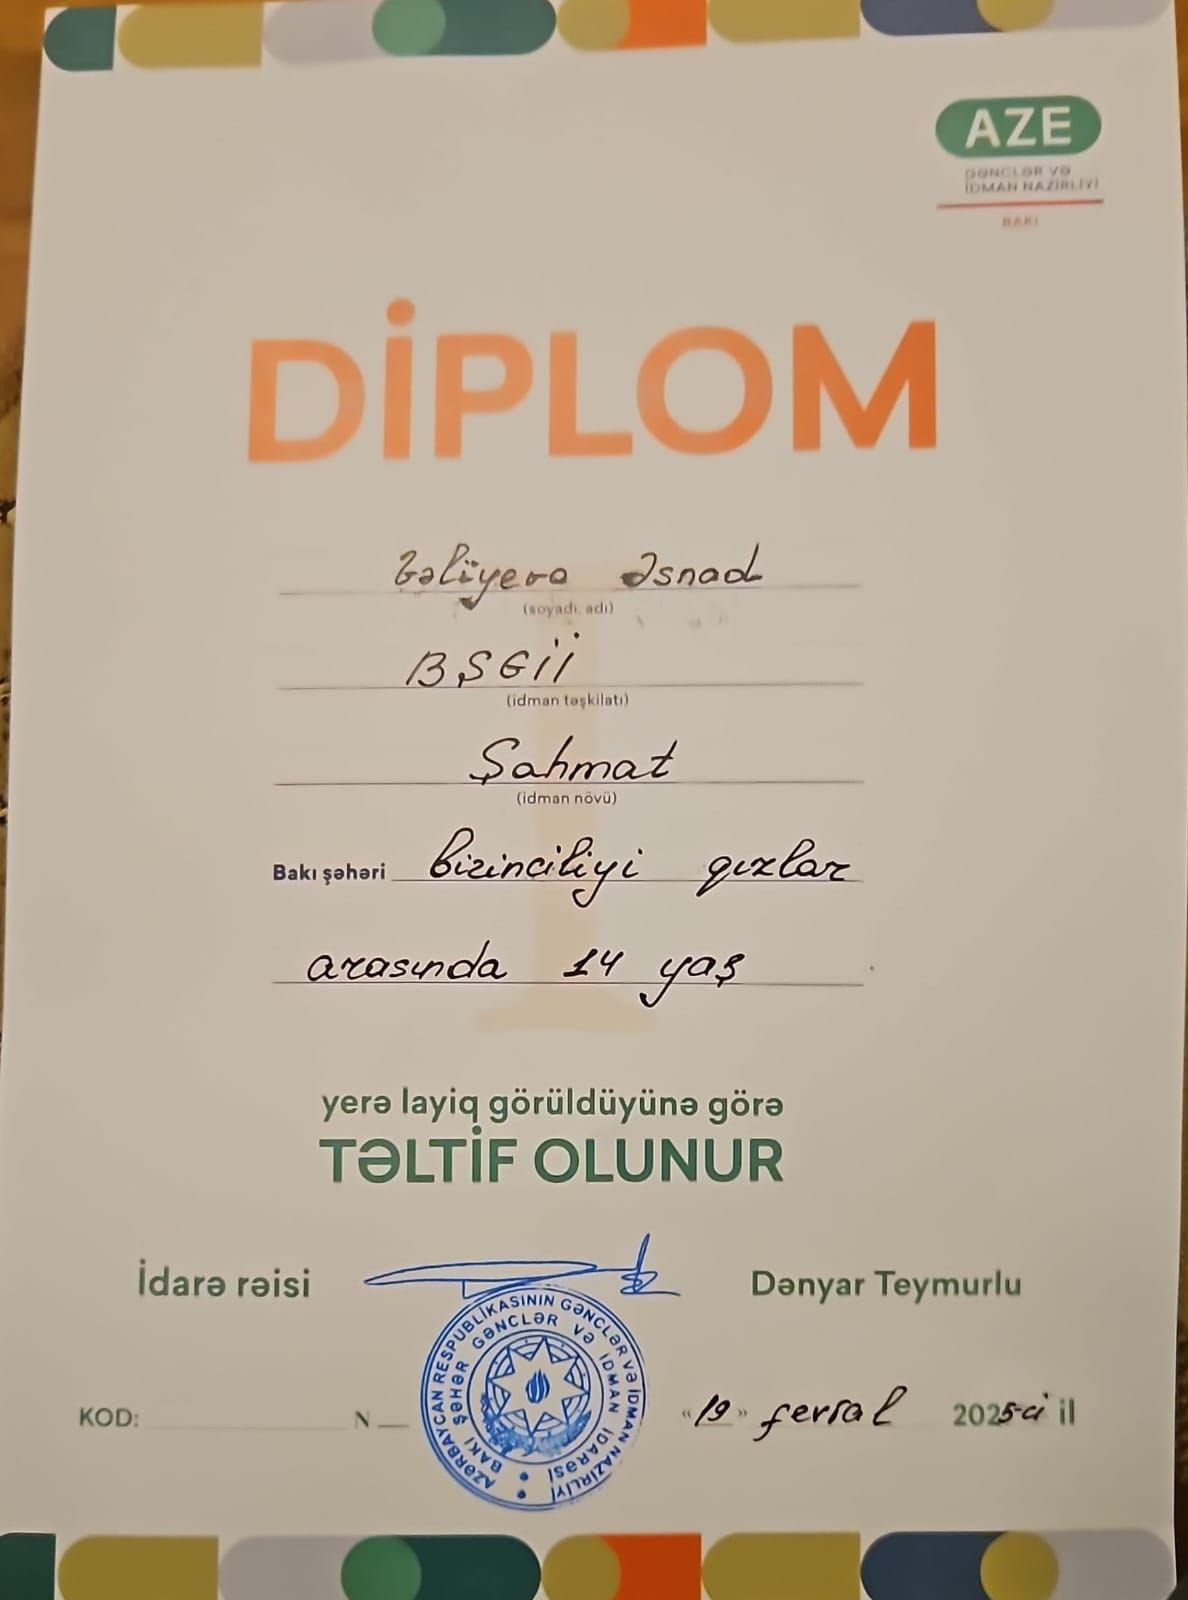 AZE
GƏNCLƏR VƏ
İDMAN NAZİRLİYİ
BAKI
DİPLOM
Vəliyeva Əsnad
(soyadı, adı)
BŞGİİ
(idman təşkilatı)
Şahmat
(idman növü)
Bakı şəhəri birinciliyi qızlar
arasında 14 yaş
I
yerə layiq görüldüyünə görə
TƏLTİF OLUNUR
İdarə rəisi Dənyar Teymurlu
AZƏRBAYCAN RESPUBLİKASININ GƏNCLƏR VƏ İDMAN NAZİRLİYİ
BAKI ŞƏHƏR GƏNCLƏR VƏ İDMAN İDARƏSİ
KOD: N «19» fevral 2025-ci il